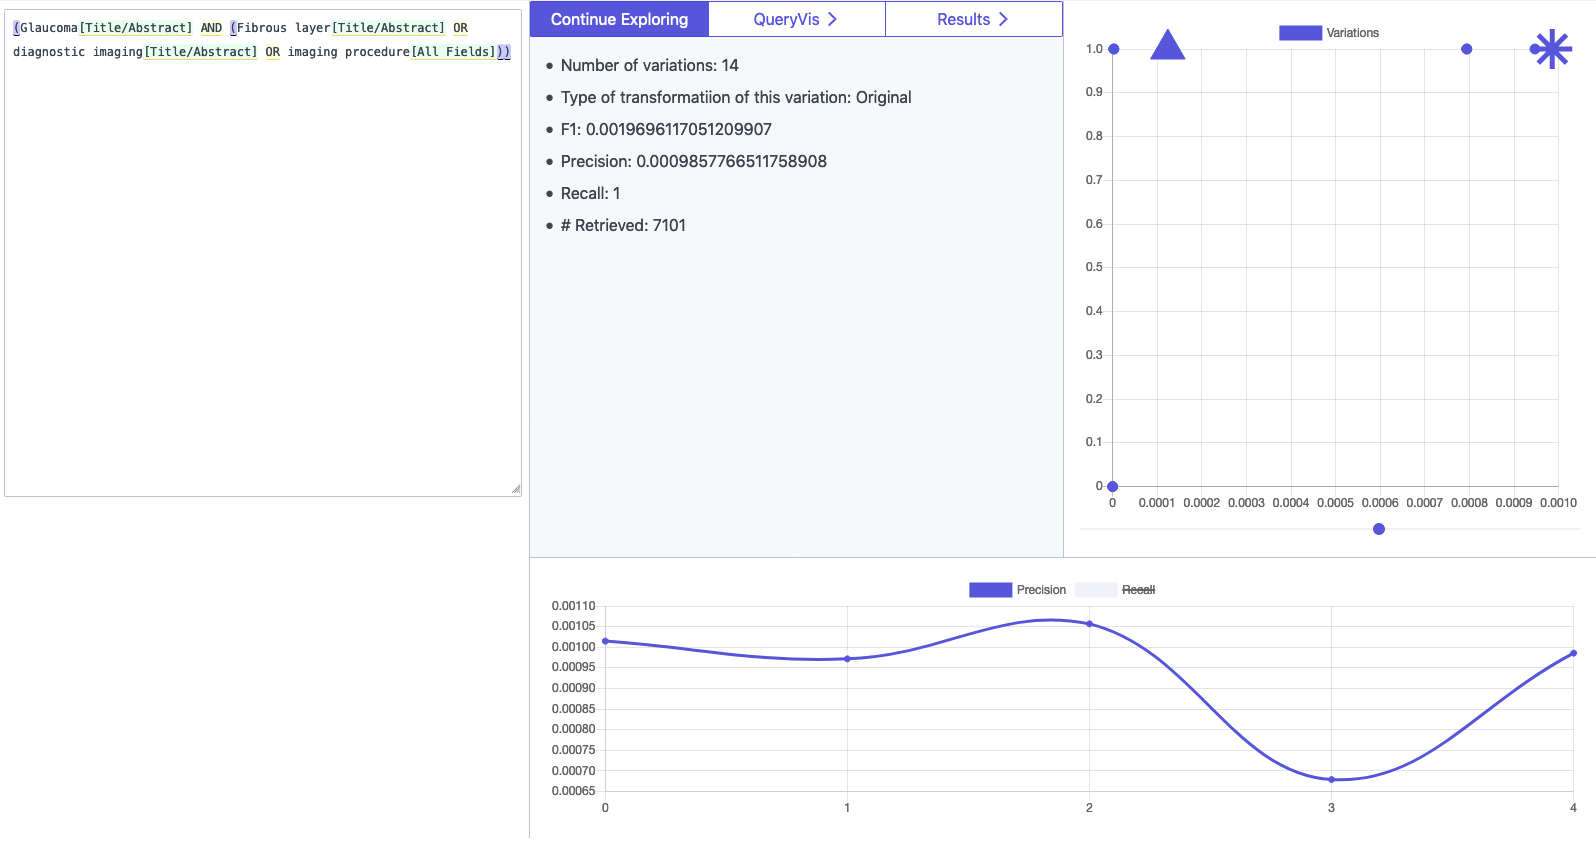 (Glaucoma[Title/Abstract] AND (Fibrous layer[Title/Abstract] OR
diagnostic imaging[Title/Abstract] OR imaging procedure[All Fields]))
Continue Exploring
QueryVis
Results
Number of variations: 14
Type of transformatiion of this variation: Original
F1: 0.0019696117051209907
Precision: 0.0009857766511758908
Recall: 1
# Retrieved: 7101
Variations
1.0
0.9
0.8
0.7
0.6
0.5
0.4
0.3
0.2
0.1
0
0 0.0001 0.0002 0.0003 0.0004 0.0005 0.0006 0.0007 0.0008 0.0009 0.0010
Precision Recall
0.00110
0.00105
0.00100
0.00095
0.00090
0.00085
0.00080
0.00075
0.00070
0.00065
0 1 2 3 4